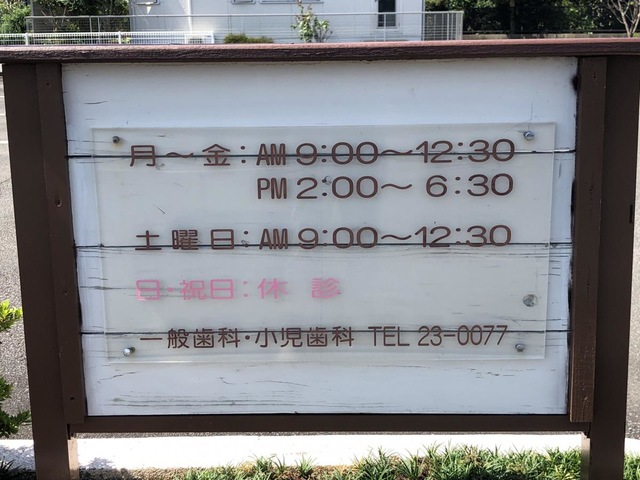 月～金：AM 9:00～12:30
PM 2:00～ 6:30
土曜日：AM 9:00～12:30
日・祝日：休 診
一般歯科・小児歯科 TEL 23-0077